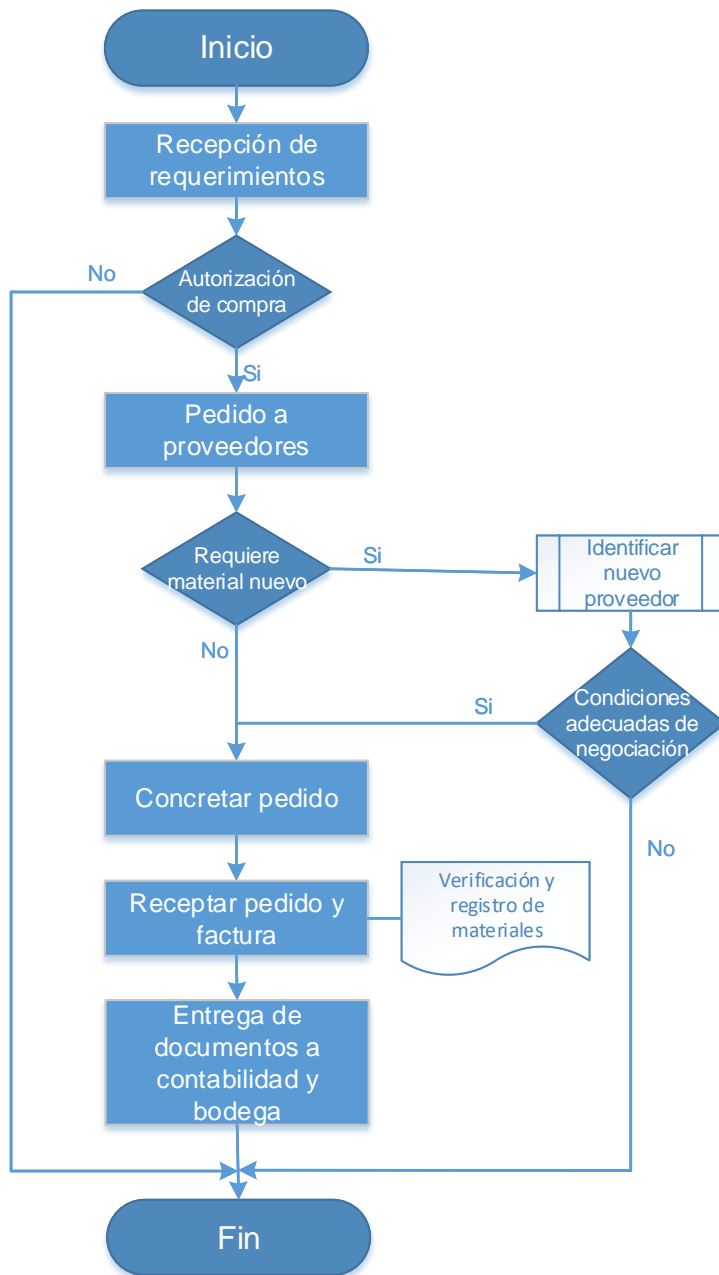 Inicio
Recepción de
requerimientos
No
Autorización
de compra
Si
Pedido a
proveedores
Requiere
material nuevo
Si
Identificar
nuevo
proveedor
No
Si
Condiciones
adecuadas de
negociación
Concretar pedido
No
Receptar pedido y
factura
Verificación y
registro de
materiales
Entrega de
documentos a
contabilidad y
bodega
Fin